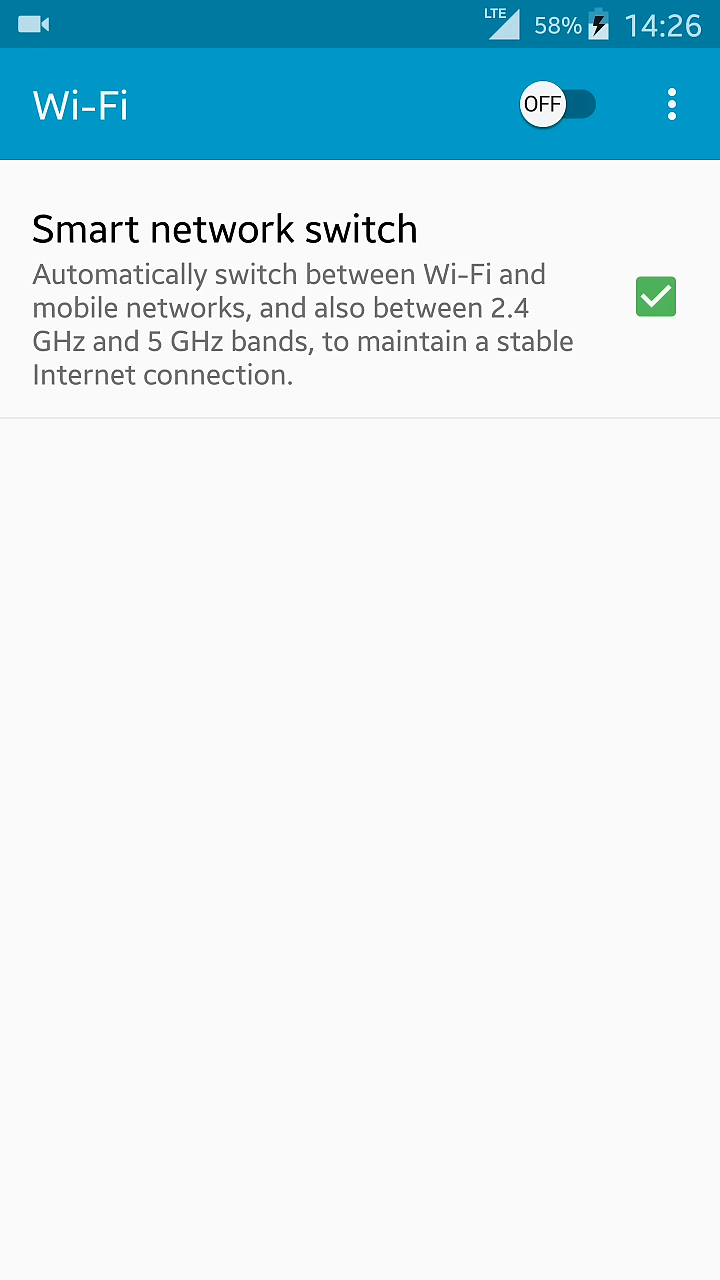 LTE 58% 14:26
Wi-Fi OFF
Smart network switch
Automatically switch between Wi-Fi and
mobile networks, and also between 2.4
GHz and 5 GHz bands, to maintain a stable
Internet connection.